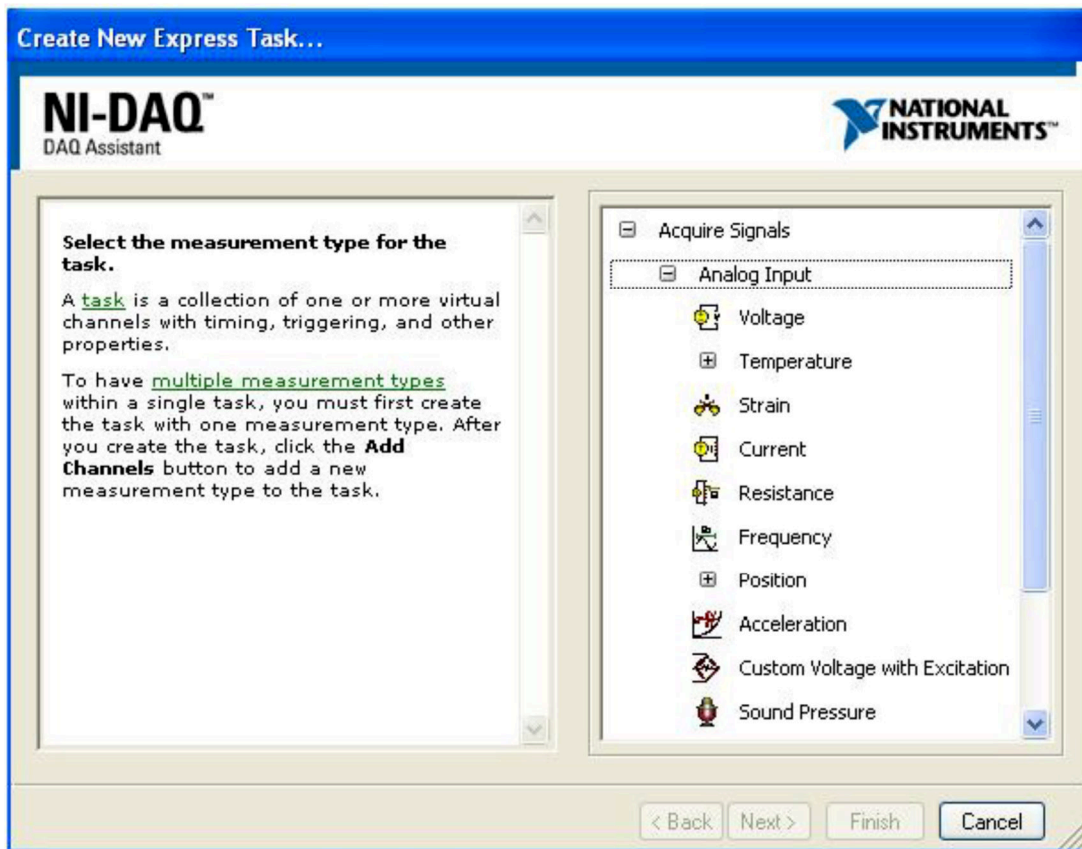 Create New Express Task...
NI-DAQ™
DAQ Assistant
NATIONAL
INSTRUMENTS™
Select the measurement type for the
task.
A task is a collection of one or more virtual
channels with timing, triggering, and other
properties.
To have multiple measurement types
within a single task, you must first create
the task with one measurement type. After
you create the task, click the Add
Channels button to add a new
measurement type to the task.
Acquire Signals
Analog Input
Voltage
Temperature
Strain
Current
Resistance
Frequency
Position
Acceleration
Custom Voltage with Excitation
Sound Pressure
< Back
Next >
Finish
Cancel